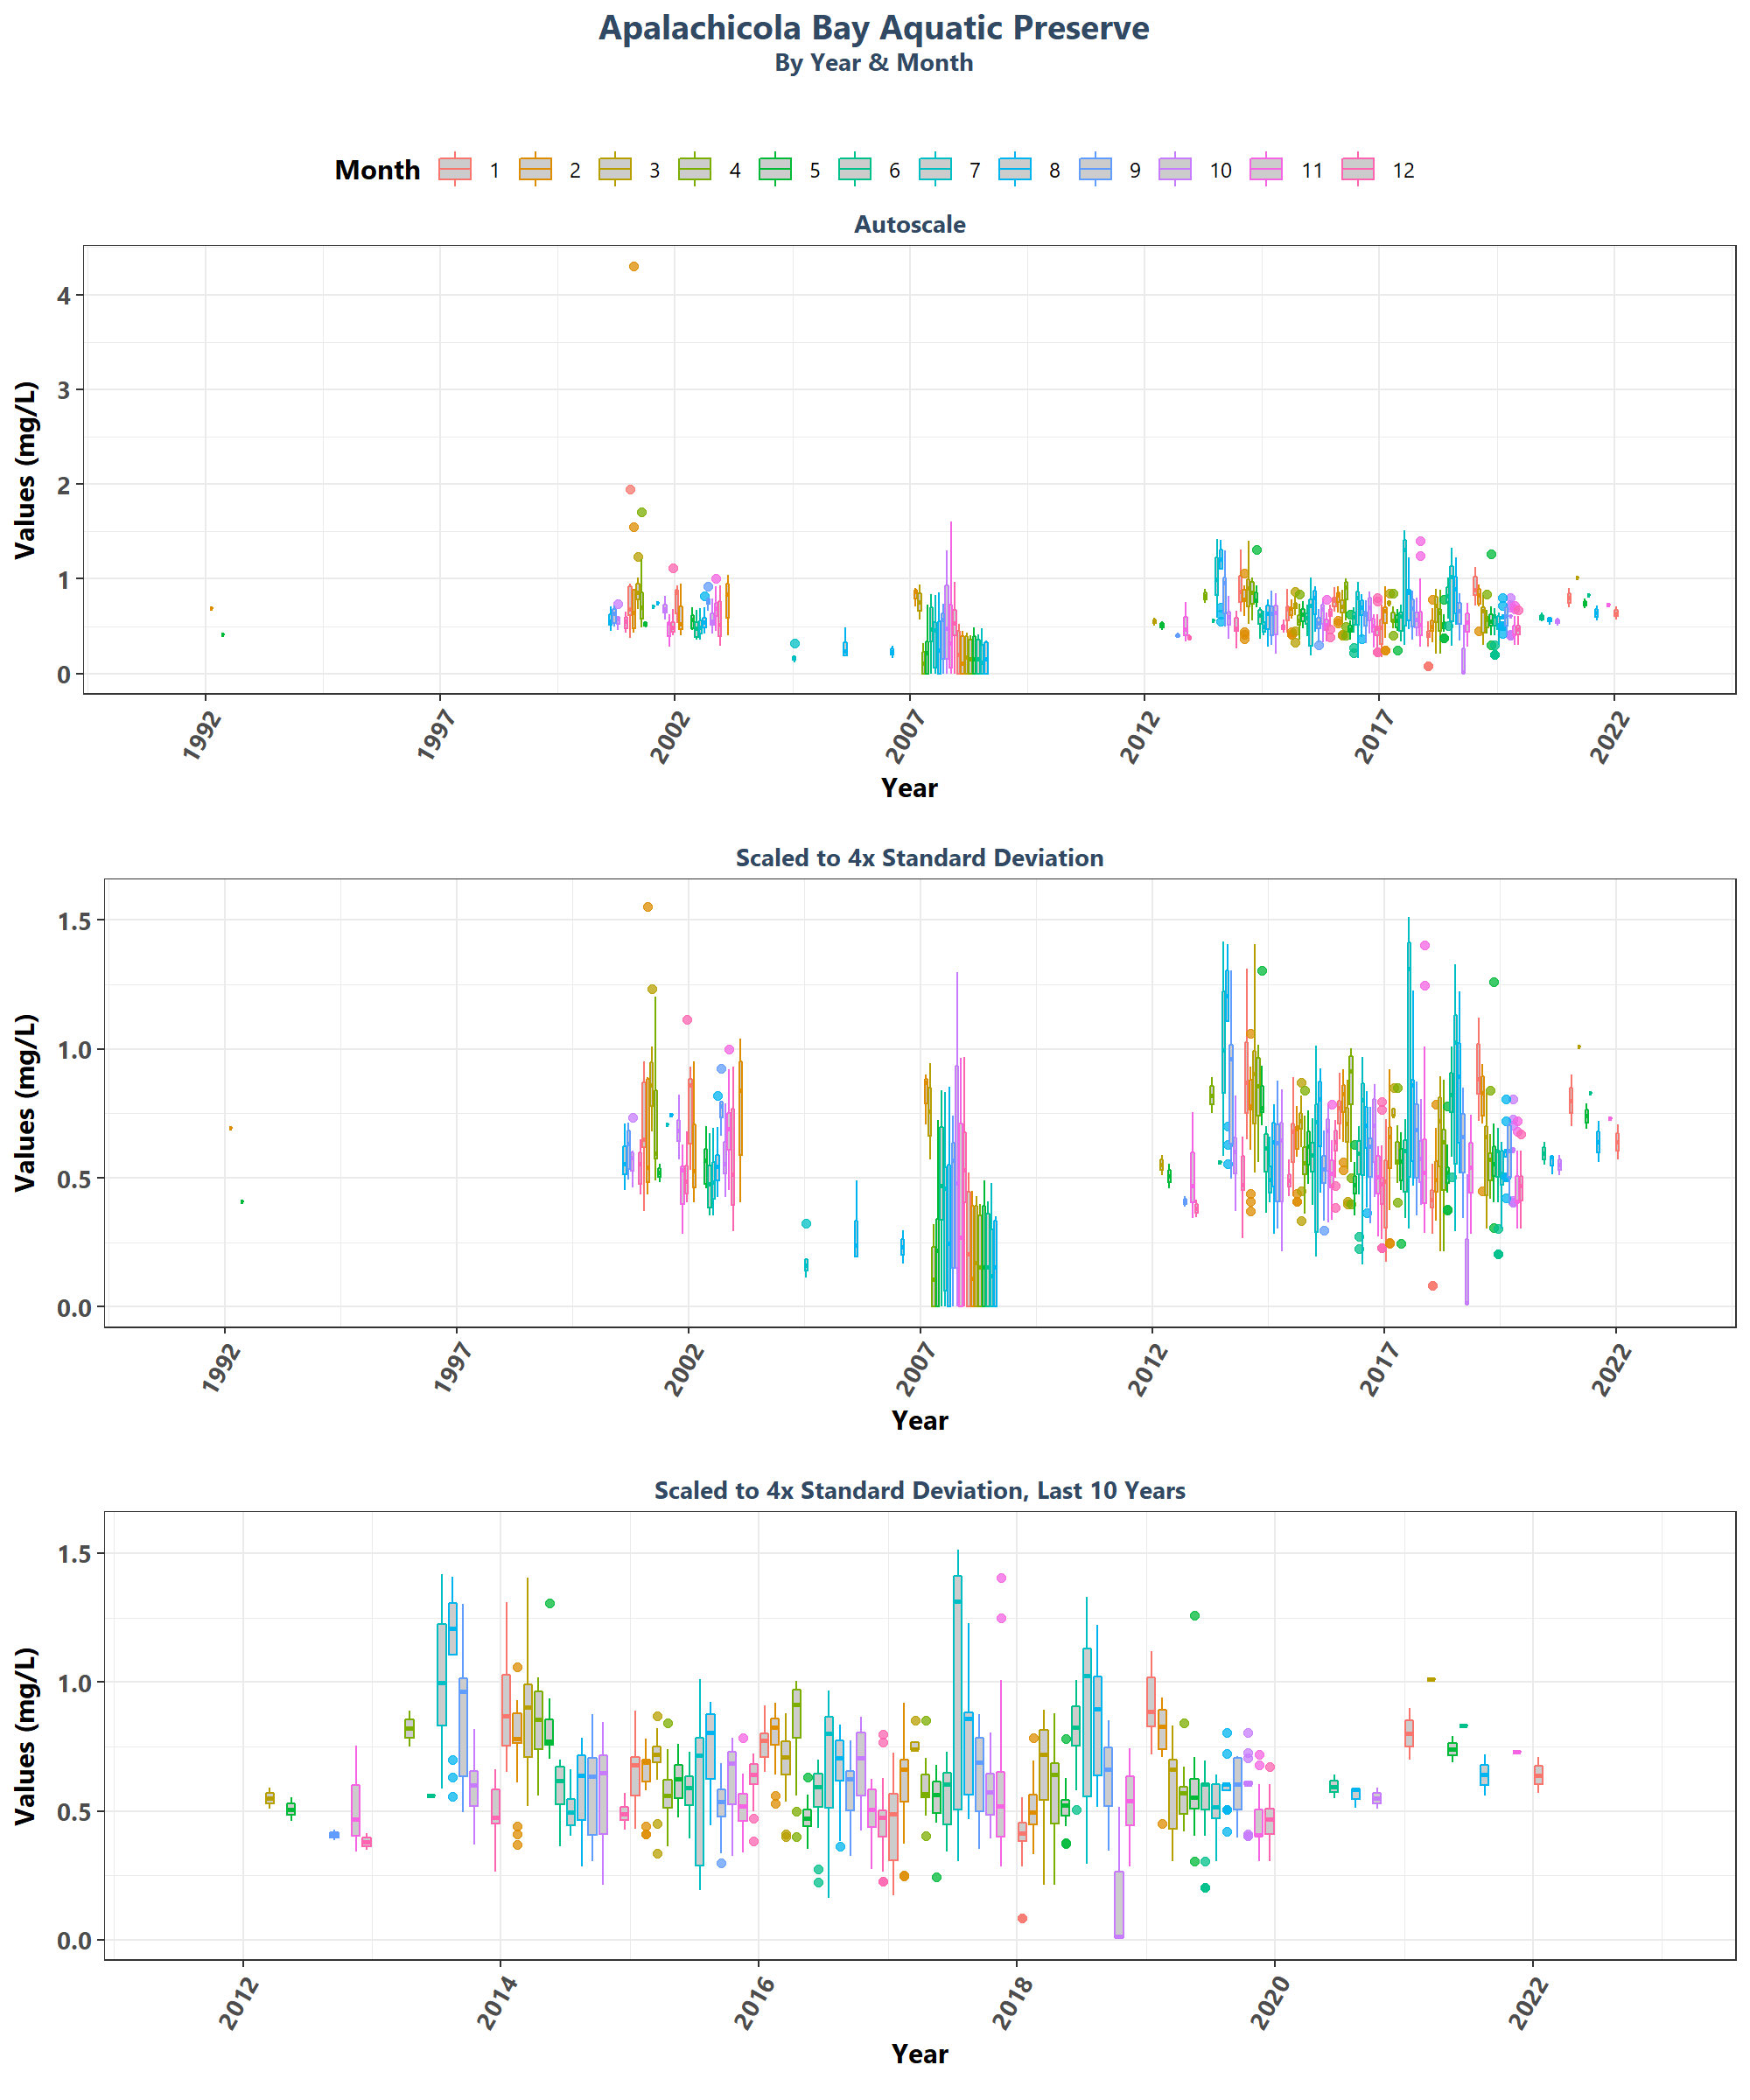 Apalachicola Bay Aquatic Preserve
By Year & Month
Month 1 2 3 4 5 6 7 8 9 10 11 12
Autoscale
Values (mg/L)
4
3
2
1
0
1992 1997 2002 2007 2012 2017 2022
Year
Scaled to 4x Standard Deviation
Values (mg/L)
1.5
1.0
0.5
0.0
1992 1997 2002 2007 2012 2017 2022
Year
Scaled to 4x Standard Deviation, Last 10 Years
Values (mg/L)
1.5
1.0
0.5
0.0
2012 2014 2016 2018 2020 2022
Year